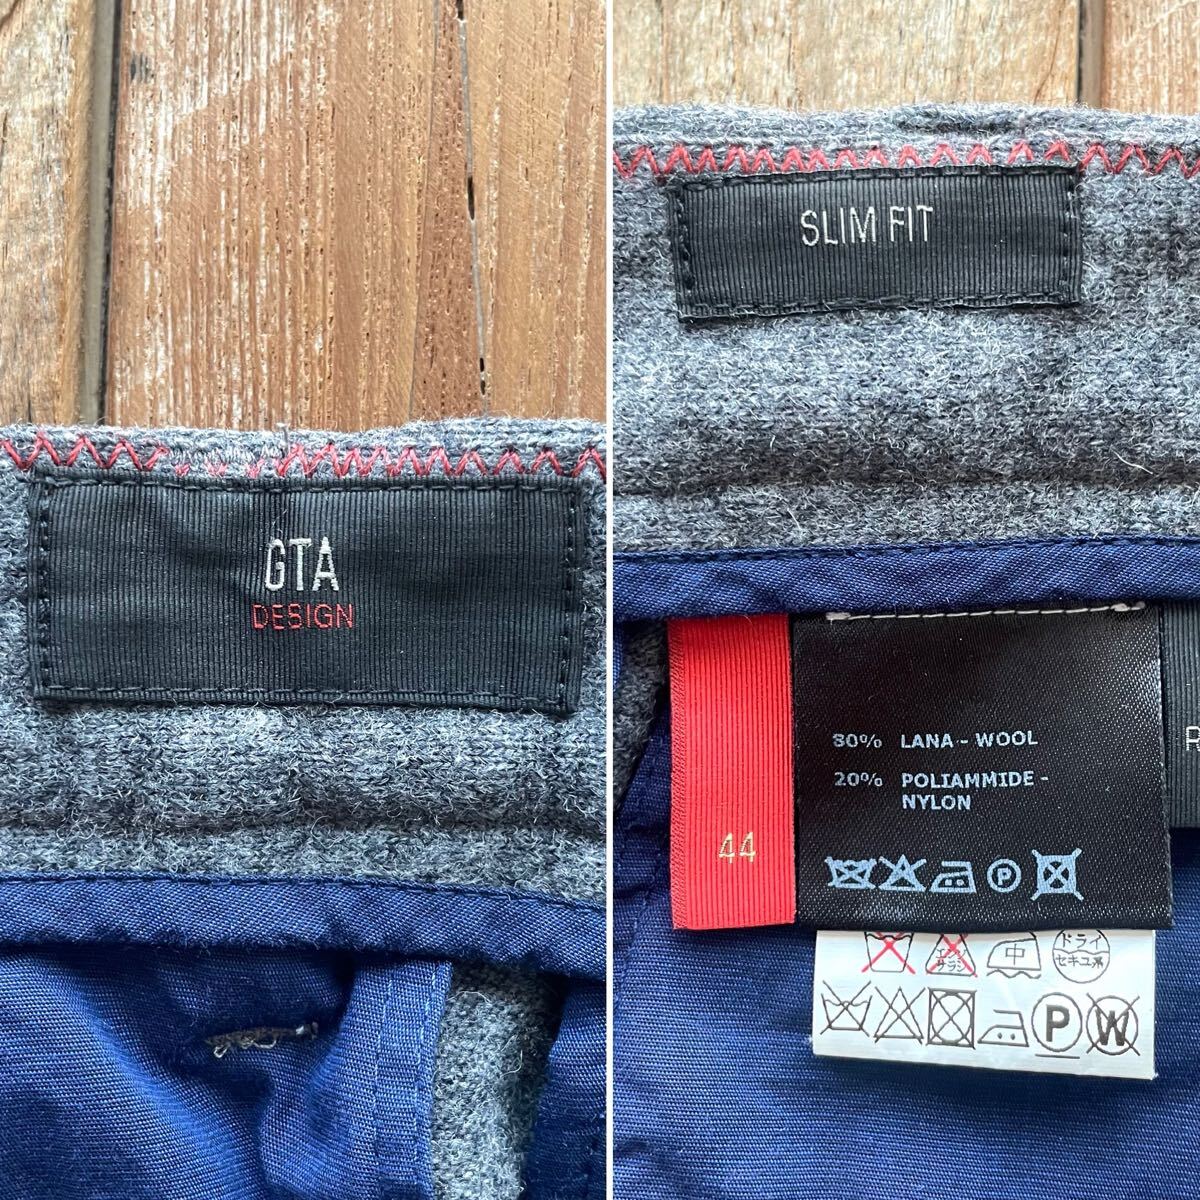 GTA
DESIGN
SLIM FIT
80% LANA - WOOL
20% POLIAMMIDE -
NYLON
44
中
ドライ
セキユ系
P W